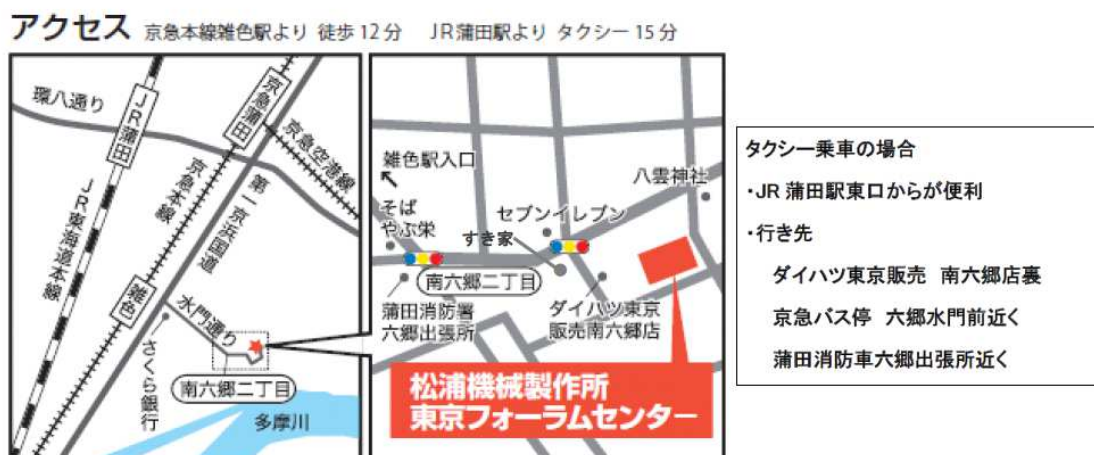 アクセス 京急本線雑色駅より 徒歩12分 JR蒲田駅より タクシー15分
環八通り
JR蒲田
京急蒲田
京急空港線
京急本線
JR東海道本線
第一京浜国道
雑色
水門通り
さくら銀行
南六郷二丁目
多摩川
雑色駅入口
八雲神社
そば
やぶ栄
セブンイレブン
すき家
南六郷二丁目
蒲田消防署
六郷出張所
ダイハツ東京
販売南六郷店
松浦機械製作所
東京フォーラムセンター
タクシー乗車の場合
・JR 蒲田駅東口からが便利
・行き先
ダイハツ東京販売 南六郷店裏
京急バス停 六郷水門前近く
蒲田消防車六郷出張所近く